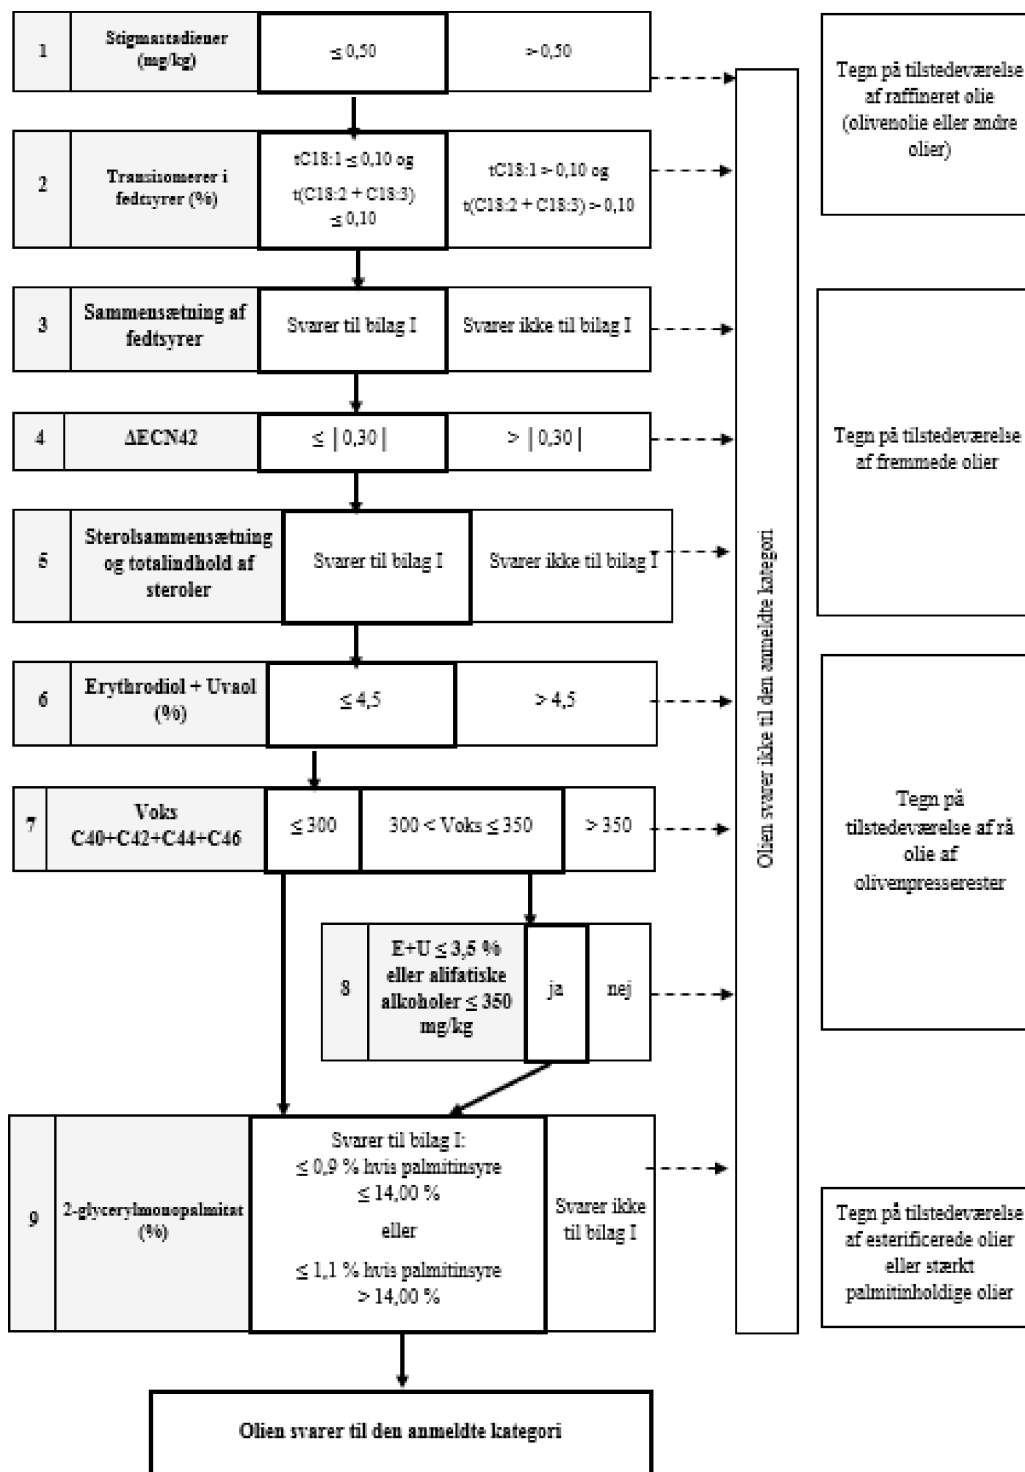 1
Stigmastadiener
(mg/kg)
≤ 0,50
> 0,50
Tegn på tilstedeværelse
af raffineret olie
(olivenolie eller andre
olier)
2
Transisomerer i
fedtsyrer (%)
tC18:1 ≤ 0,10 og
t(C18:2 + C18:3)
≤ 0,10
tC18:1 > 0,10 og
t(C18:2 + C18:3) > 0,10
3
Sammensætning af
fedtsyrer
Svarer til bilag I
Svarer ikke til bilag I
4
ΔECN42
≤ |0,30|
> |0,30|
Tegn på tilstedeværelse
af fremmede olier
5
Sterolsammensætning
og totalindhold af
steroler
Svarer til bilag I
Svarer ikke til bilag I
Olien svarer ikke til den anmeldte kategori
6
Erythrodiol + Uvaol
(%)
≤ 4,5
> 4,5
7
Voks
C40+C42+C44+C46
≤ 300
300 < Voks ≤ 350
> 350
Tegn på
tilstedeværelse af rå
olie af
olivenpresserester
8
E+U ≤ 3,5 %
eller alifatiske
alkoholer ≤ 350
mg/kg
ja
nej
9
2-glycerylmonopalmitat
(%)
Svarer til bilag I:
≤ 0,9 % hvis palmitinsyre
≤ 14,00 %
eller
≤ 1,1 % hvis palmitinsyre
> 14,00 %
Svarer ikke
til bilag I
Tegn på tilstedeværelse
af esterificerede olier
eller stærkt
palmitinholdige olier
Olien svarer til den anmeldte kategori